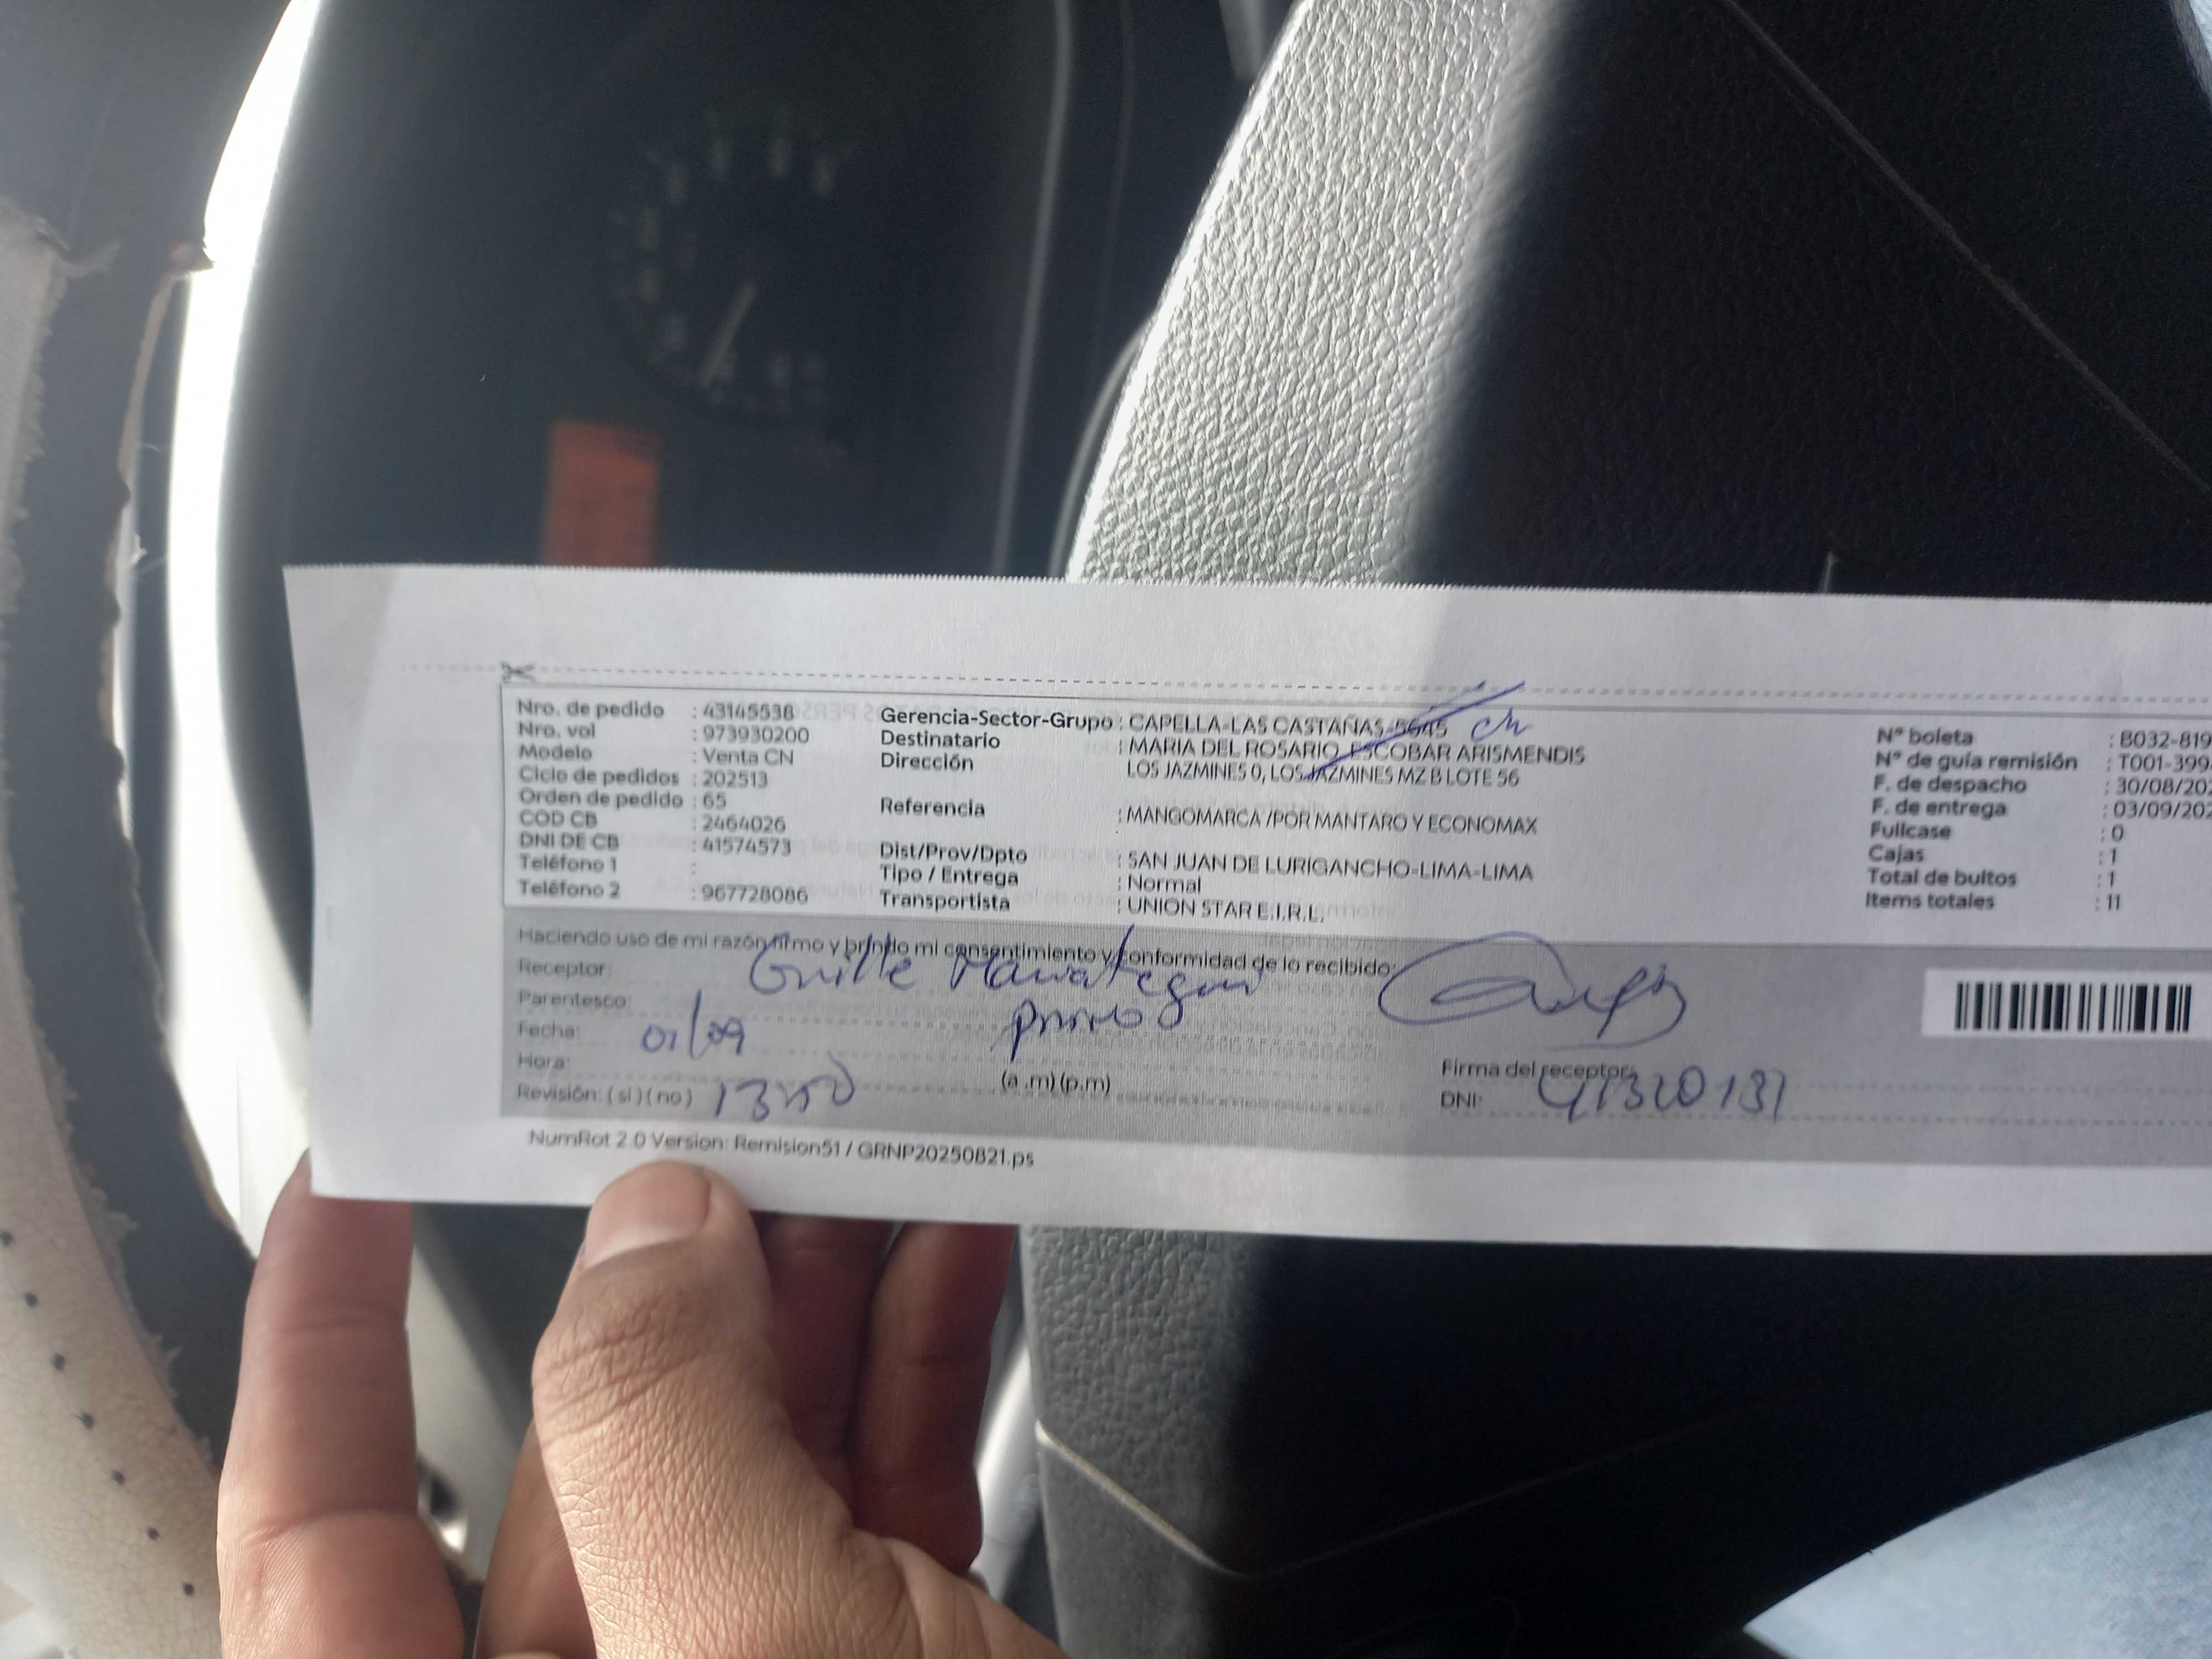 Nro. de pedido : 43145538
Nro. vol : 973930200
Modelo : Venta CN
Ciclo de pedidos : 202513
Orden de pedido : 65
COD CB : 2464026
DNI DE CB : 41574573
Teléfono 1 :
Teléfono 2 : 967728086
Gerencia-Sector-Grupo : CAPELLA-LAS CASTAÑAS-5645
Destinatario : MARIA DEL ROSARIO ESCOBAR ARISMENDIS
Dirección LOS JAZMINES 0, LOS JAZMINES MZ B LOTE 56
Referencia : MANGOMARCA /POR MANTARO Y ECONOMAX
Dist/Prov/Dpto : SAN JUAN DE LURIGANCHO-LIMA-LIMA
Tipo / Entrega : Normal
Transportista : UNION STAR E.I.R.L.
N° boleta : B032-819
N° de guía remisión : T001-399
F. de despacho : 30/08/202
F. de entrega : 03/09/202
Fullcase : 0
Cajas : 1
Total de bultos : 1
Items totales : 11
Haciendo uso de mi razón firmo y brindo mi consentimiento y conformidad de lo recibido:
Receptor:
Parentesco: primo
Fecha: 01/09
Hora: (a.m) (p.m)
Revisión: ( si ) ( no )
Firma del receptor:
DNI: 41320131
NumRot 2.0 Version: Remision51 / GRNP20250821.ps